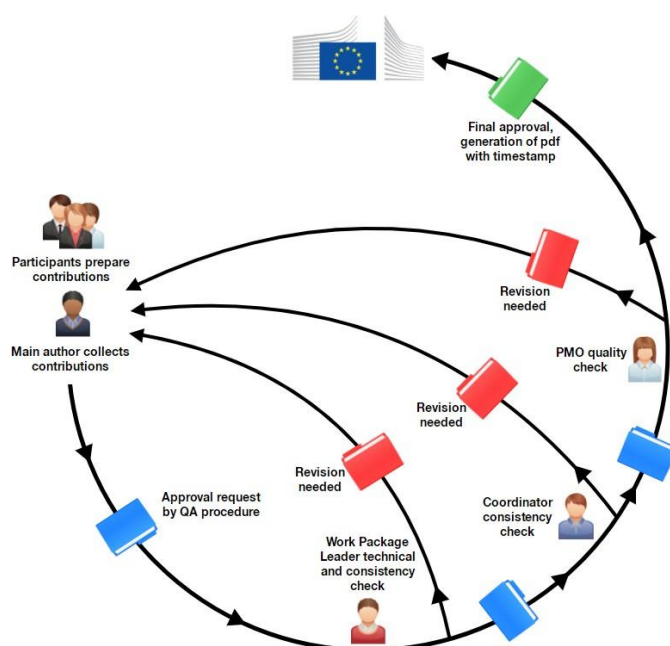 Final approval,
generation of pdf
with timestamp
Participants prepare
contributions
Main author collects
contributions
Revision
needed
PMO quality
check
Revision
needed
Revision
needed
Approval request
by QA procedure
Coordinator
consistency
check
Work Package
Leader technical
and consistency
check